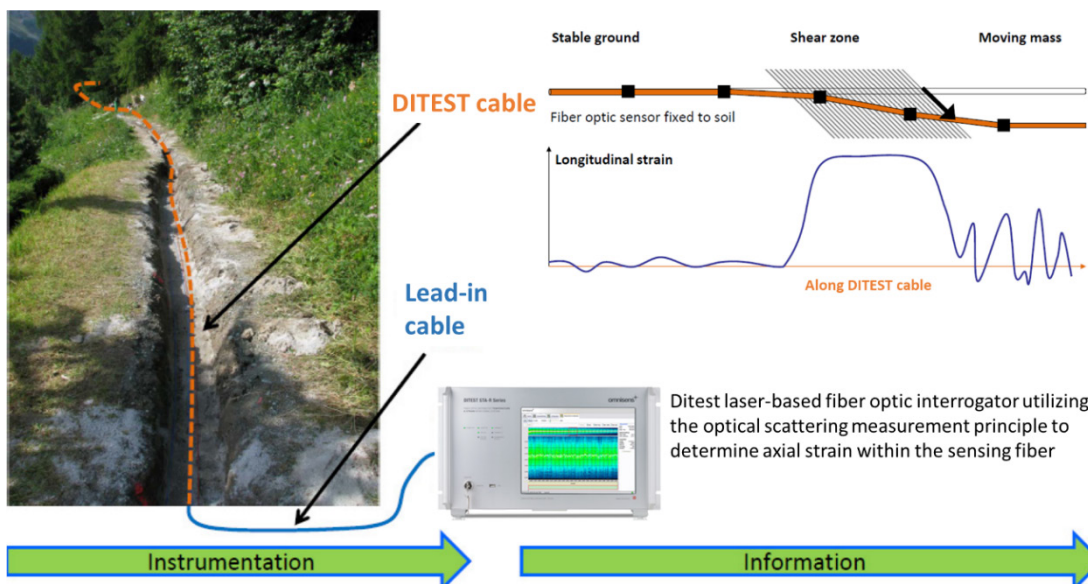 DITEST cable
Lead-in
cable
Stable ground
Shear zone
Moving mass
Fiber optic sensor fixed to soil
Longitudinal strain
Along DITEST cable
omnisens
Ditest laser-based fiber optic interrogator utilizing
the optical scattering measurement principle to
determine axial strain within the sensing fiber
Instrumentation
Information